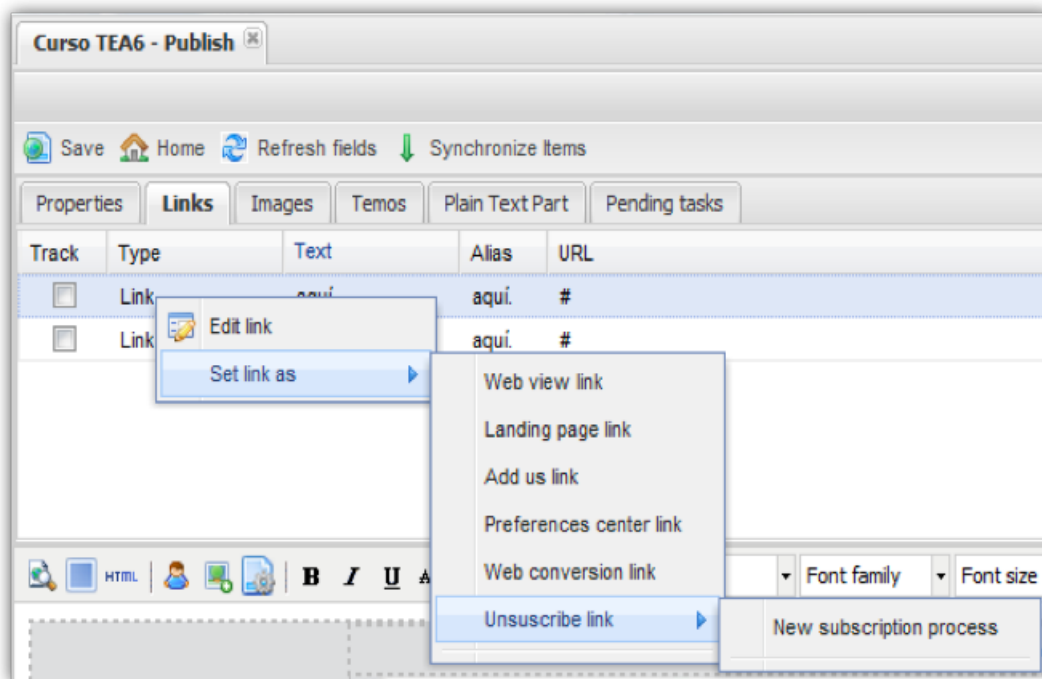 Curso TEA6 - Publish
Save Home Refresh fields Synchronize Items
Properties Links Images Temos Plain Text Part Pending tasks
Track Type Text Alias URL
Link aquí. #
Edit link
Link aquí. #
Set link as
Web view link
Landing page link
Add us link
Preferences center link
Web conversion link
HTML B I U A Font family Font size
Unsuscribe link
New subscription process